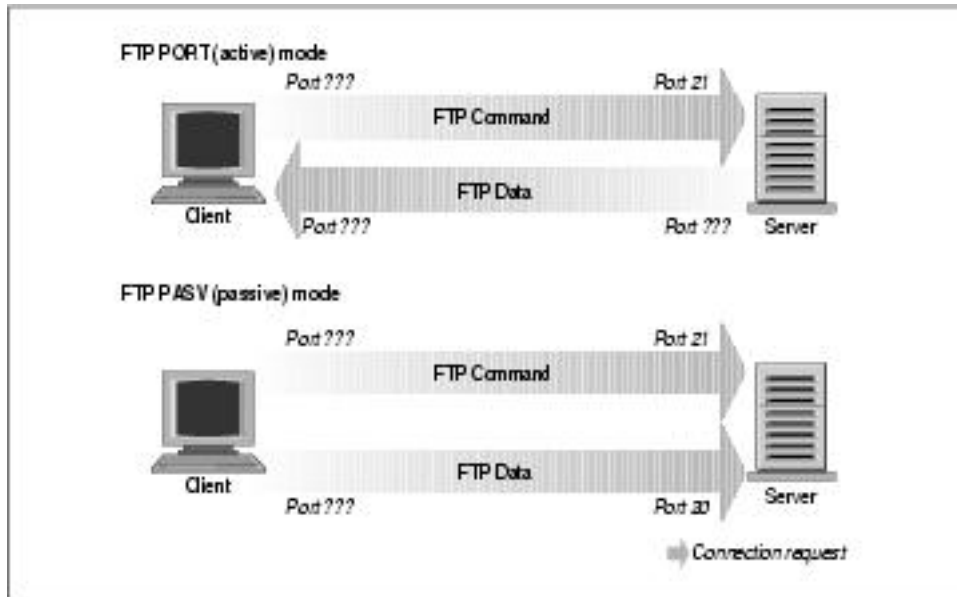 FTP PORT (active) mode
Port ???
Port 21
FTP Command
FTP Data
Client
Port ???
Port ???
Server
FTP PASV (passive) mode
Port ???
Port 21
FTP Command
FTP Data
Client
Server
Port ???
Port
Connection request